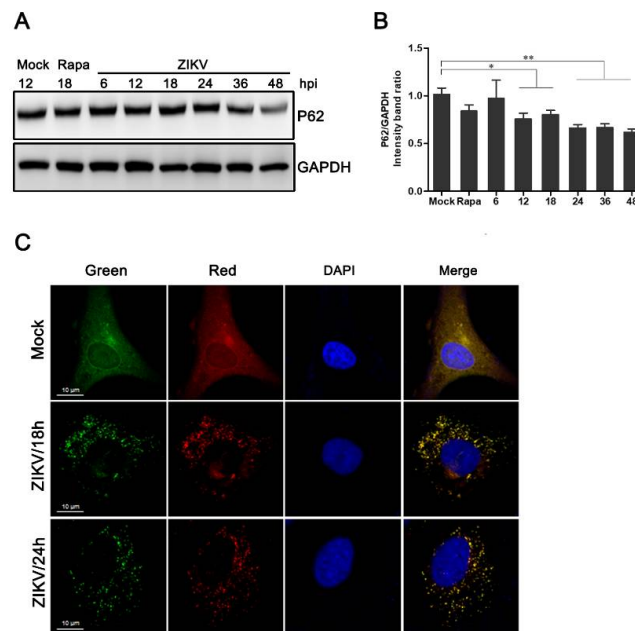 A
Mock Rapa ZIKV
12 18 6 12 18 24 36 48 hpi
P62
GAPDH
B
P62/GAPDH
Intensity band ratio
1.5
1.0
0.5
0.0
* **
Mock Rapa 6 12 18 24 36 48
C
Green Red DAPI Merge
Mock
10 µm
ZIKV/18h
10 µm
ZIKV/24h
10 µm